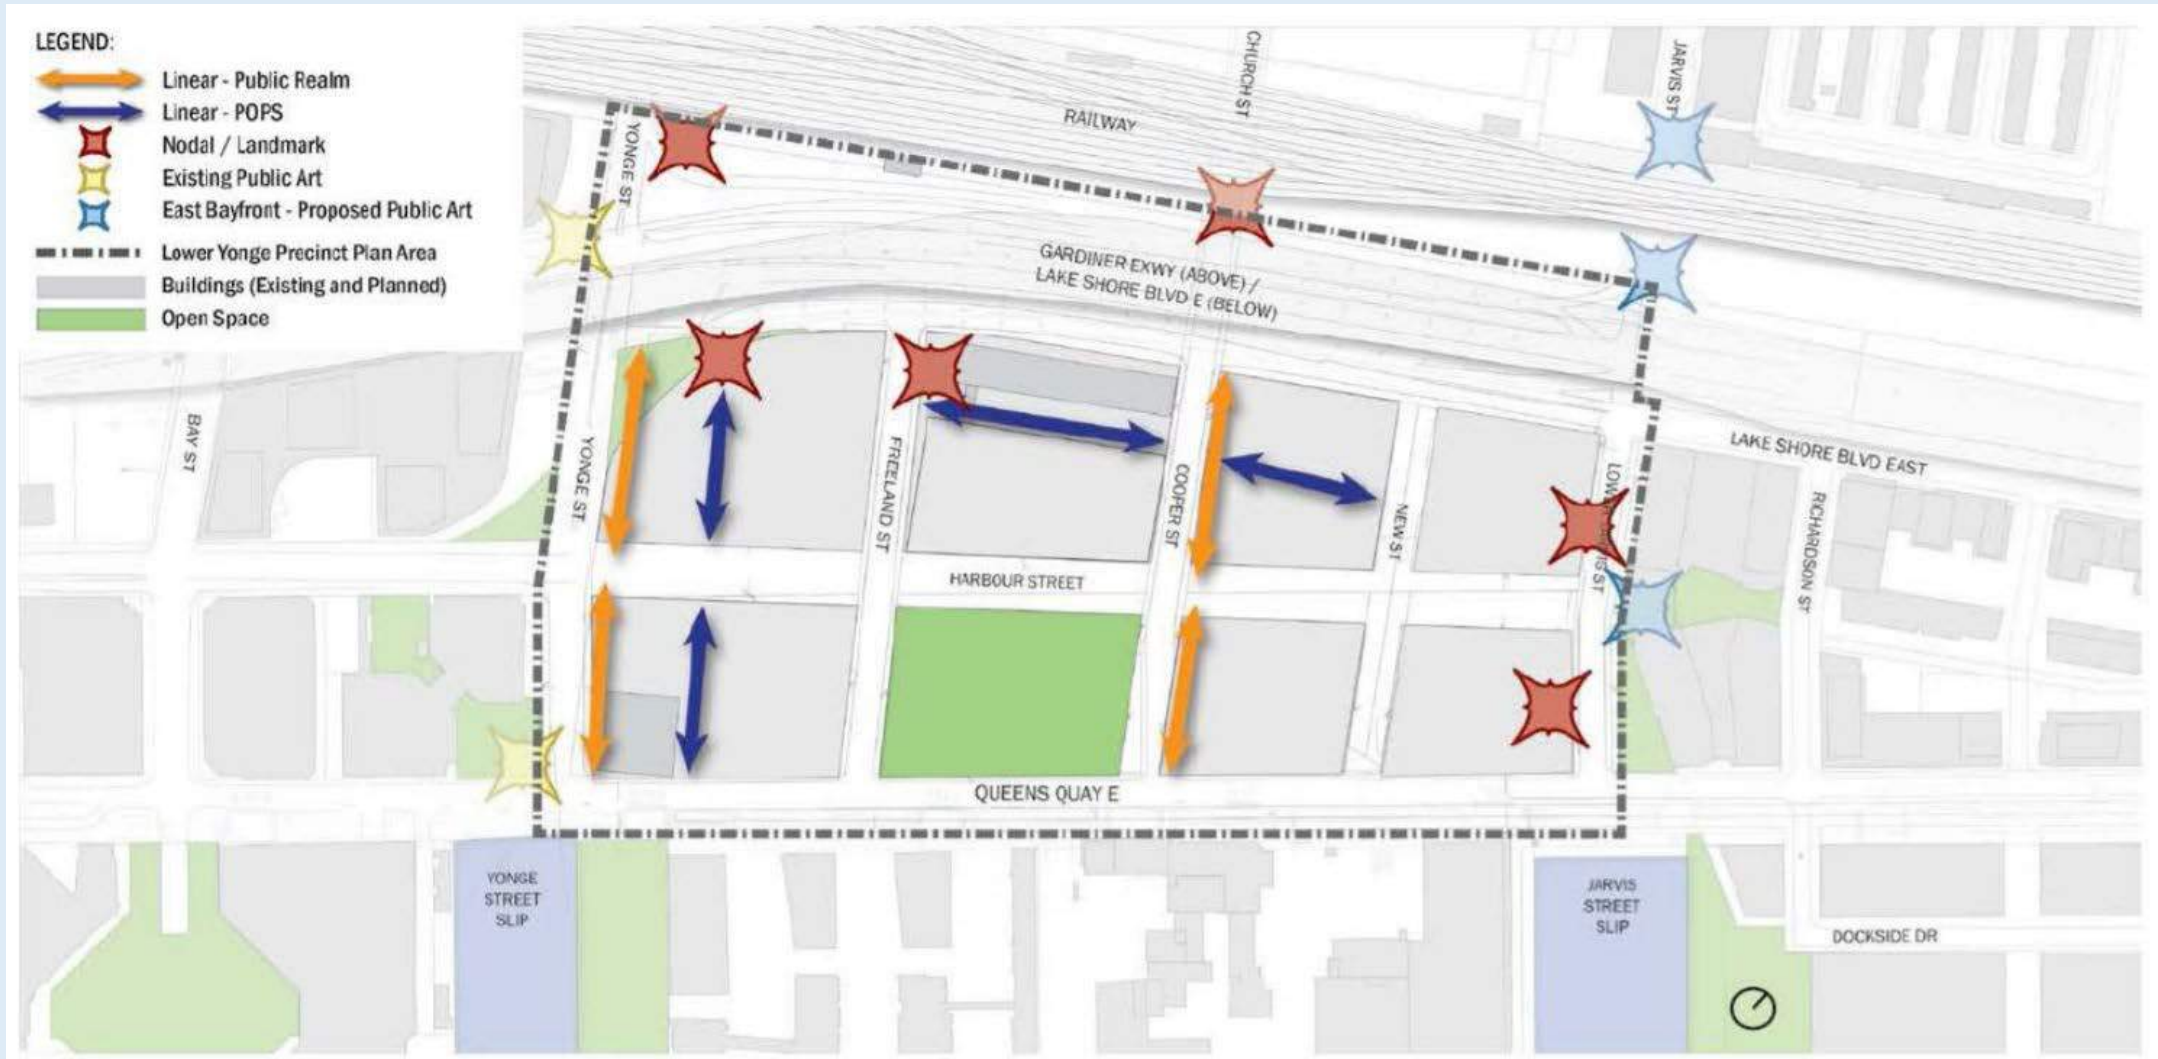 LEGEND:
Linear - Public Realm
Linear - POPS
Nodal / Landmark
Existing Public Art
East Bayfront - Proposed Public Art
Lower Yonge Precinct Plan Area
Buildings (Existing and Planned)
Open Space
CHURCH ST
JARVIS ST
RAILWAY
YONGE ST
GARDINER EXWY (ABOVE) /
LAKE SHORE BLVD E (BELOW)
BAY ST
YONGE ST
FREELAND ST
COOPER ST
NEW ST
LAKE SHORE BLVD EAST
RICHARDSON ST
HARBOUR STREET
QUEENS QUAY E
YONGE
STREET
SLIP
JARVIS
STREET
SLIP
DOCKSIDE DR